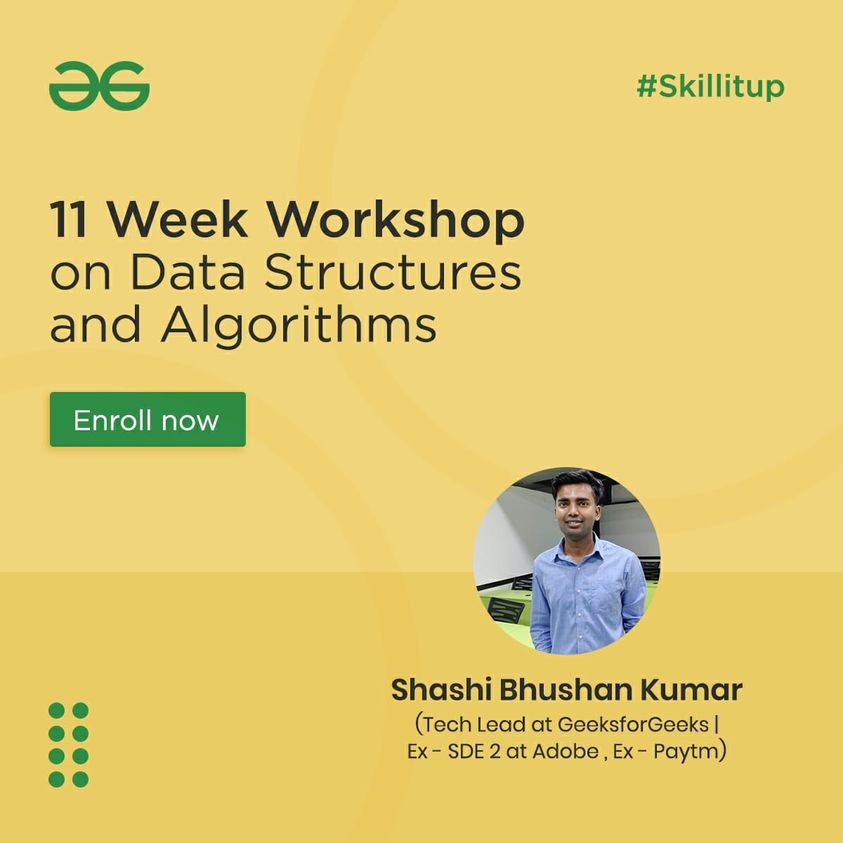 #Skillitup
11 Week Workshop
on Data Structures
and Algorithms
Enroll now
Shashi Bhushan Kumar
(Tech Lead at GeeksforGeeks |
Ex - SDE 2 at Adobe , Ex - Paytm)